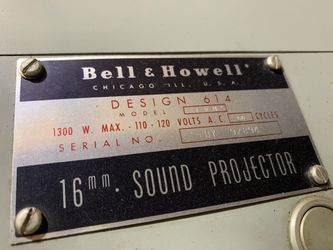 Bell & Howell
CHICAGO ILL. U.S.A.
DESIGN 614
MODEL
1300 W. MAX. - 110 - 120 VOLTS A.C. CYCLES
SERIAL NO.
16mm. SOUND PROJECTOR